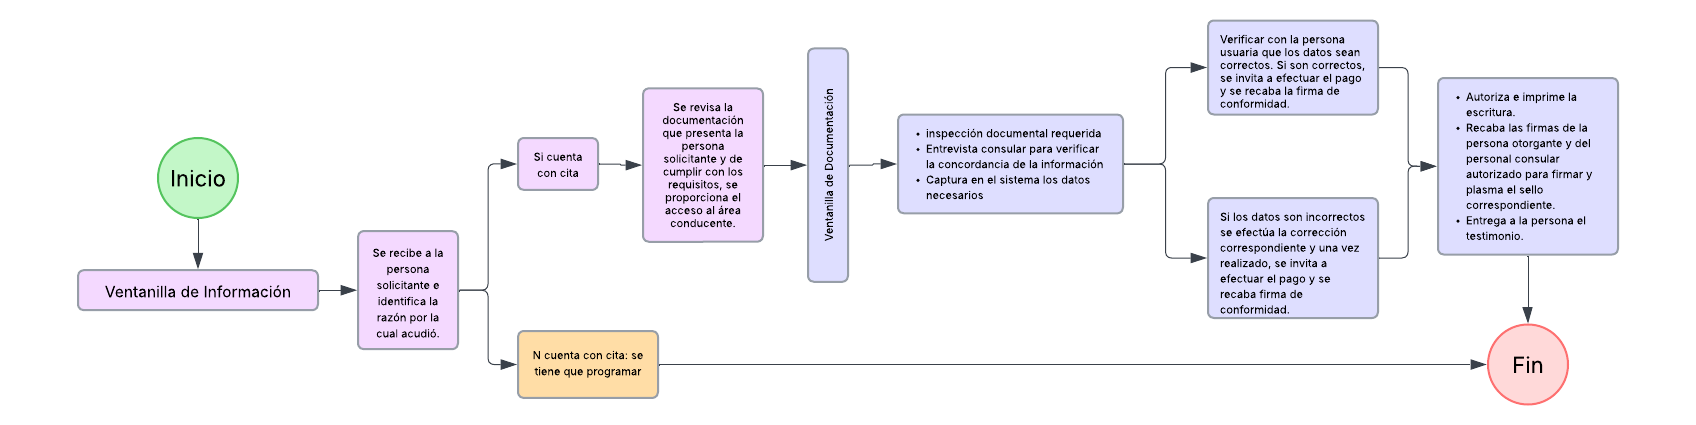 Inicio
Ventanilla de Información
Se recibe a la
persona
solicitante e
identifica la
razón por la
cual acudió.
Si cuenta
con cita
Se revisa la
documentación
que presenta la
persona
solicitante y de
cumplir con los
requisitos, se
proporciona el
acceso al área
conducente.
Ventanilla de Documentación
• inspección documental requerida
• Entrevista consular para verificar
la concordancia de la información
• Captura en el sistema los datos
necesarios
Verificar con la persona
usuaria que los datos sean
correctos. Si son correctos,
se invita a efectuar el pago
y se recaba la firma de
conformidad.
Si los datos son incorrectos
se efectúa la corrección
correspondiente y una vez
realizado, se invita a
efectuar el pago y se
recaba firma de
conformidad.
• Autoriza e imprime la
escritura.
• Recaba las firmas de la
persona otorgante y del
personal consular
autorizado para firmar y
plasma el sello
correspondiente.
• Entrega a la persona el
testimonio.
N cuenta con cita: se
tiene que programar
Fin